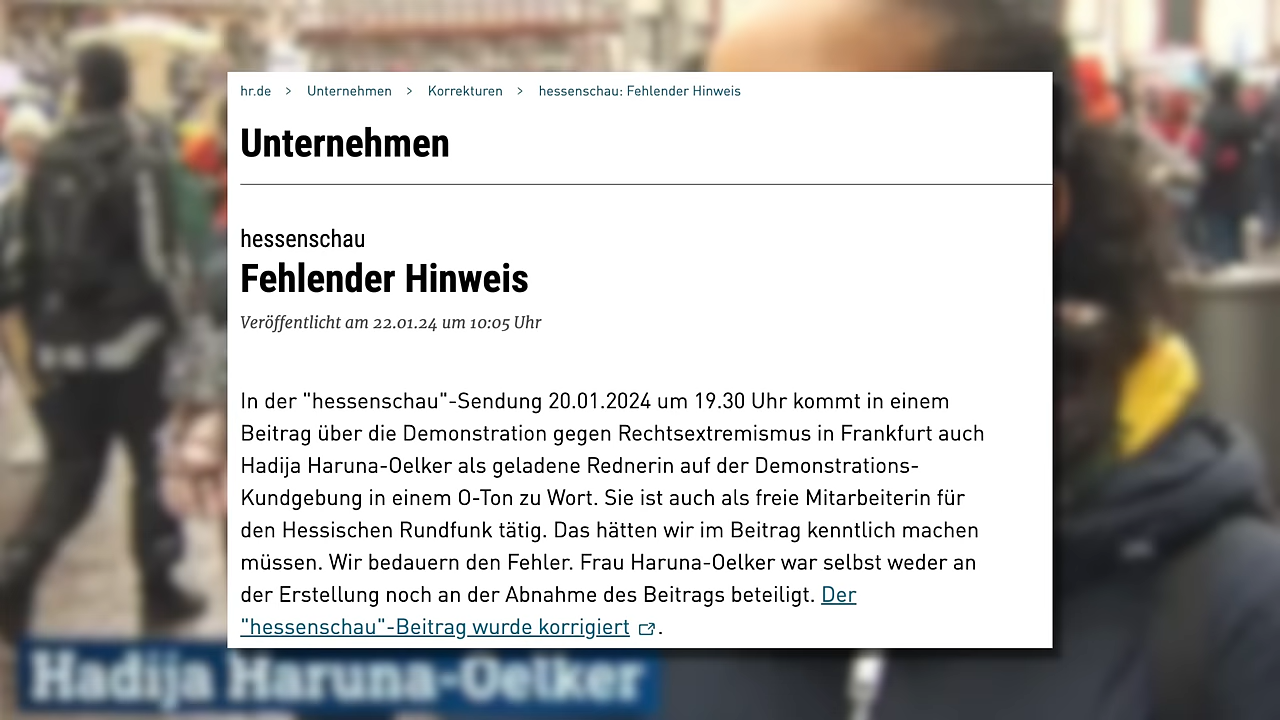 hr.de > Unternehmen > Korrekturen > hessenschau: Fehlender Hinweis
Unternehmen
hessenschau
Fehlender Hinweis
Veröffentlicht am 22.01.24 um 10:05 Uhr
In der "hessenschau"-Sendung 20.01.2024 um 19.30 Uhr kommt in einem
Beitrag über die Demonstration gegen Rechtsextremismus in Frankfurt auch
Hadija Haruna-Oelker als geladene Rednerin auf der Demonstrations-
Kundgebung in einem O-Ton zu Wort. Sie ist auch als freie Mitarbeiterin für
den Hessischen Rundfunk tätig. Das hätten wir im Beitrag kenntlich machen
müssen. Wir bedauern den Fehler. Frau Haruna-Oelker war selbst weder an
der Erstellung noch an der Abnahme des Beitrags beteiligt. Der
"hessenschau"-Beitrag wurde korrigiert.
Hadija Haruna-Oelker